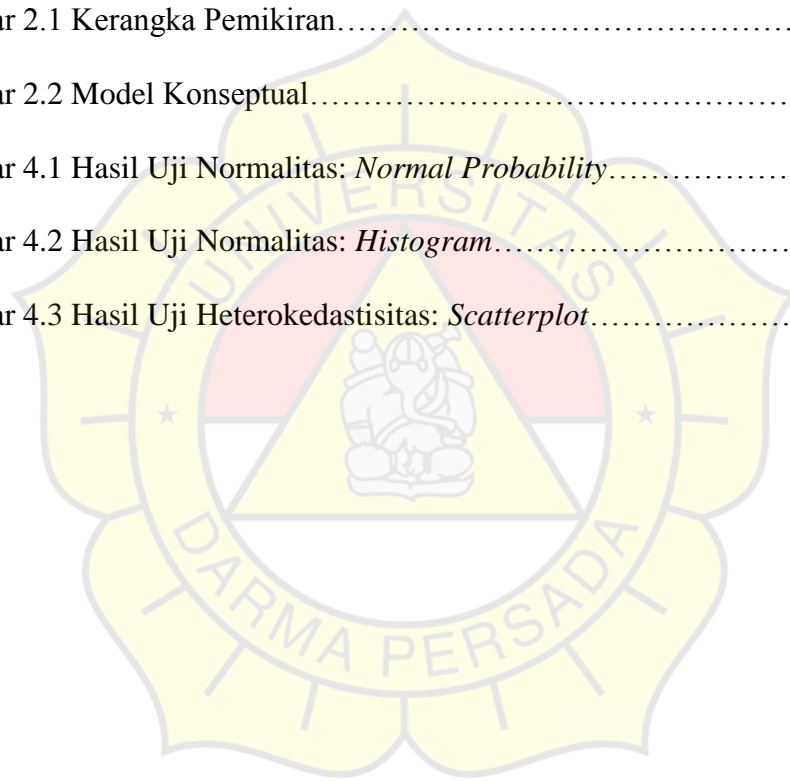 ar 2.1 Kerangka Pemikiran…………………………………………
ar 2.2 Model Konseptual……………………………………………
ar 4.1 Hasil Uji Normalitas: Normal Probability………………
ar 4.2 Hasil Uji Normalitas: Histogram…………………………
ar 4.3 Hasil Uji Heterokedastisitas: Scatterplot…………………
UNIVERSITAS
DARMA PERSADA